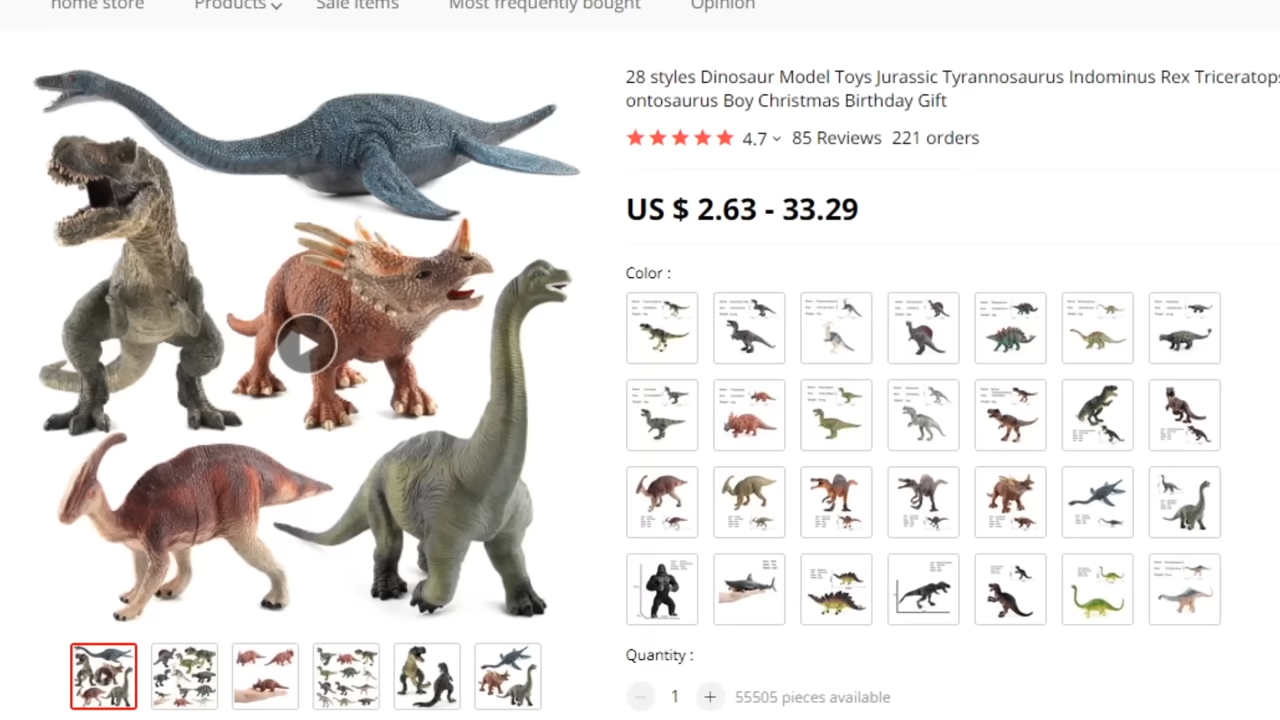 home store Products Sale items Most frequently bought Opinion
28 styles Dinosaur Model Toys Jurassic Tyrannosaurus Indominus Rex Triceratops
ontosaurus Boy Christmas Birthday Gift
4.7 85 Reviews 221 orders
US $ 2.63 - 33.29
Color :
Quantity :
1 + 55505 pieces available